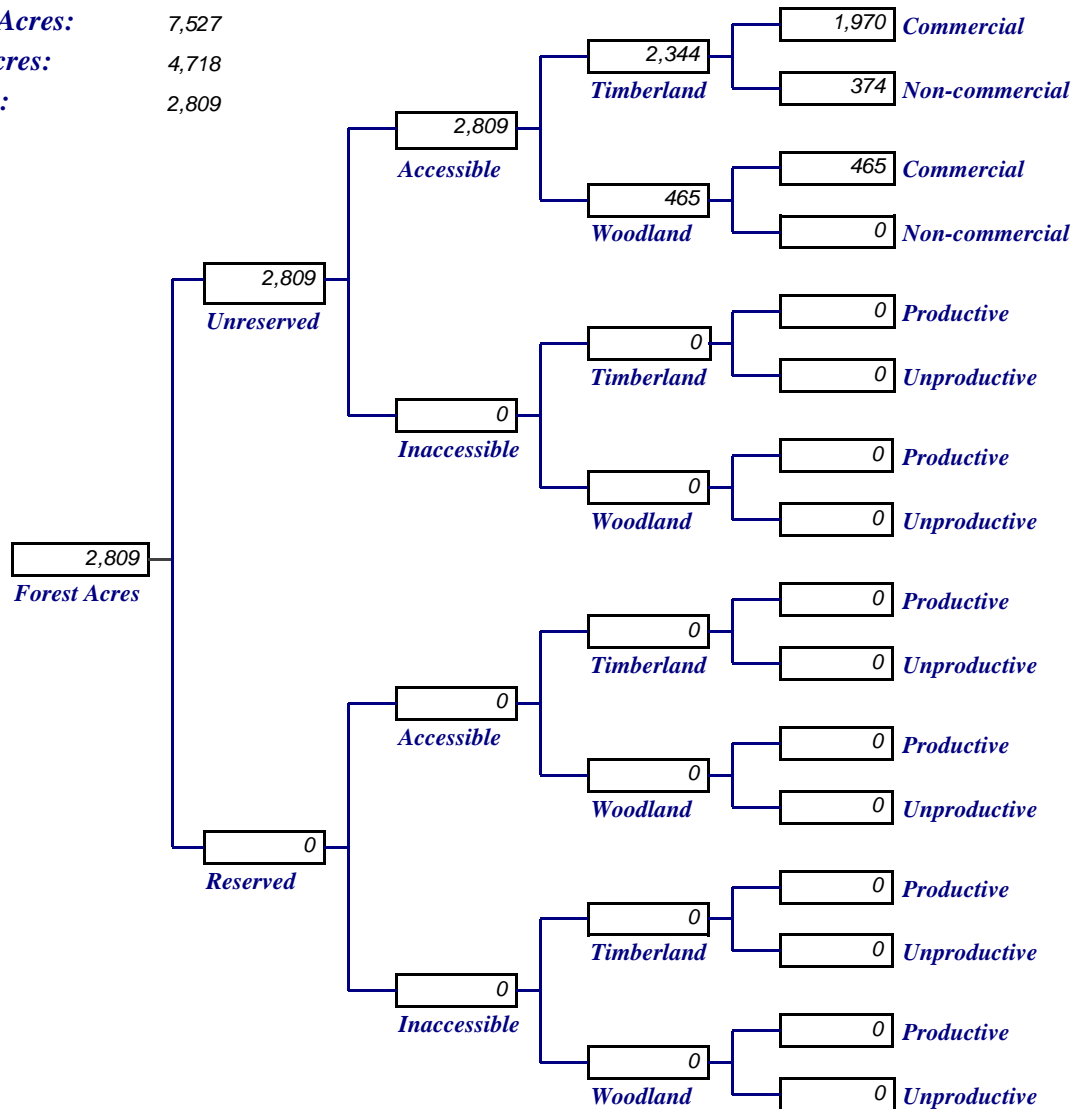 Acres: 7,527
cres: 4,718
: 2,809
1,970 Commercial
2,344
Timberland
374 Non-commercial
2,809
Accessible
465 Commercial
465
Woodland
0 Non-commercial
2,809
Unreserved
0 Productive
0
Timberland
0 Unproductive
0
Inaccessible
0 Productive
0
Woodland
0 Unproductive
2,809
Forest Acres
0 Productive
0
Timberland
0 Unproductive
0
Accessible
0 Productive
0
Woodland
0 Unproductive
0
Reserved
0 Productive
0
Timberland
0 Unproductive
0
Inaccessible
0 Productive
0
Woodland
0 Unproductive